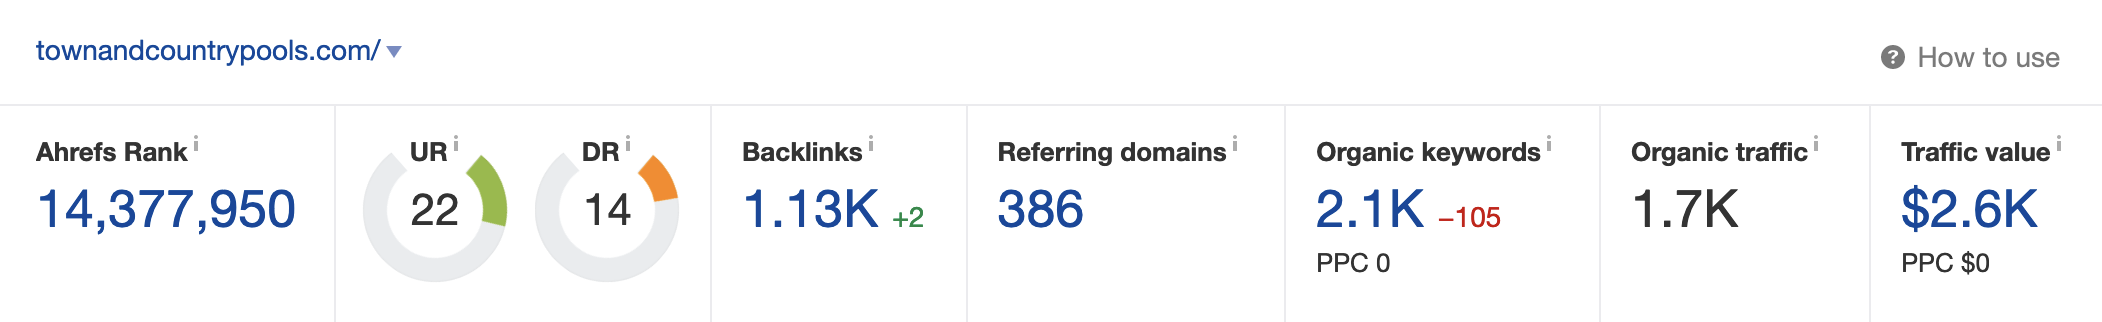 townandcountrypools.com/
How to use
Ahrefs Rank
14,377,950
UR
22
DR
14
Backlinks
1.13K +2
Referring domains
386
Organic keywords
2.1K −105
PPC 0
Organic traffic
1.7K
Traffic value
$2.6K
PPC $0